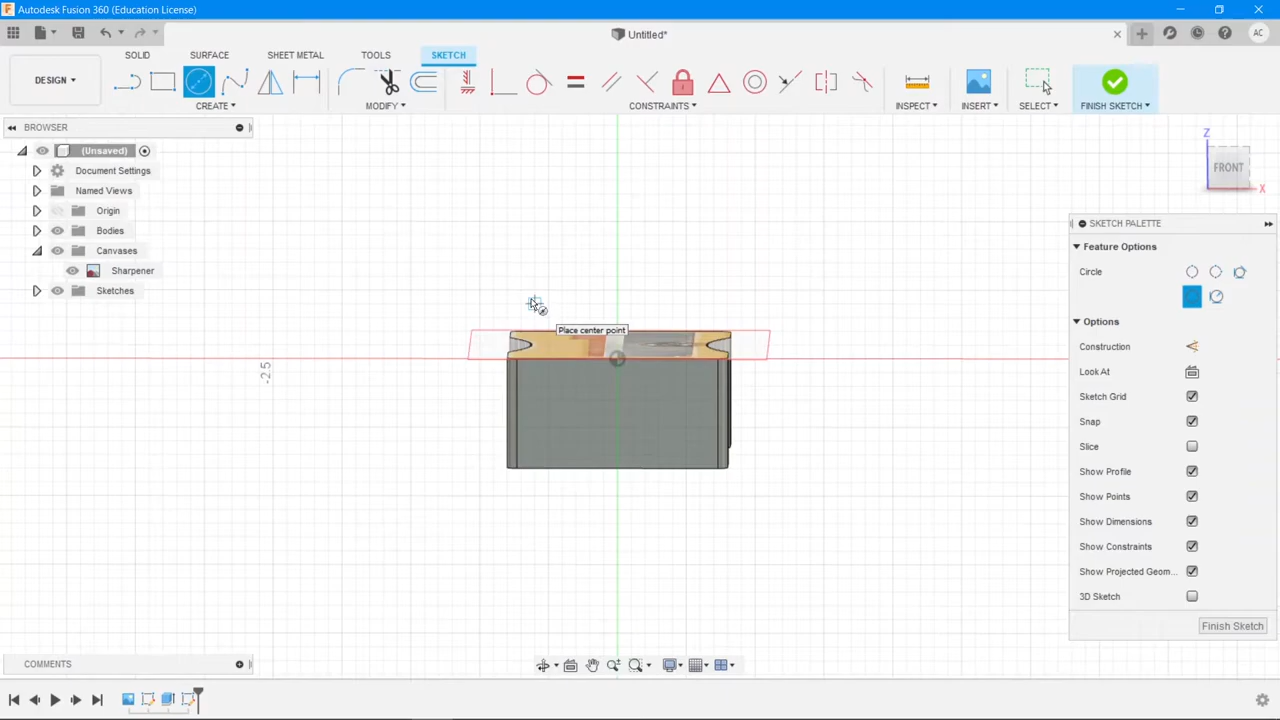 Autodesk Fusion 360 (Education License)
Untitled*
AC
DESIGN
SOLID
SURFACE
SHEET METAL
TOOLS
SKETCH
CREATE
MODIFY
CONSTRAINTS
INSPECT
INSERT
SELECT
FINISH SKETCH
BROWSER
(Unsaved)
Document Settings
Named Views
Origin
Bodies
Canvases
Sharpener
Sketches
Z
FRONT
X
SKETCH PALETTE
Feature Options
Circle
Options
Construction
Look At
Sketch Grid
Snap
Slice
Show Profile
Show Points
Show Dimensions
Show Constraints
Show Projected Geom...
3D Sketch
Finish Sketch
Place center point
-2.5
COMMENTS